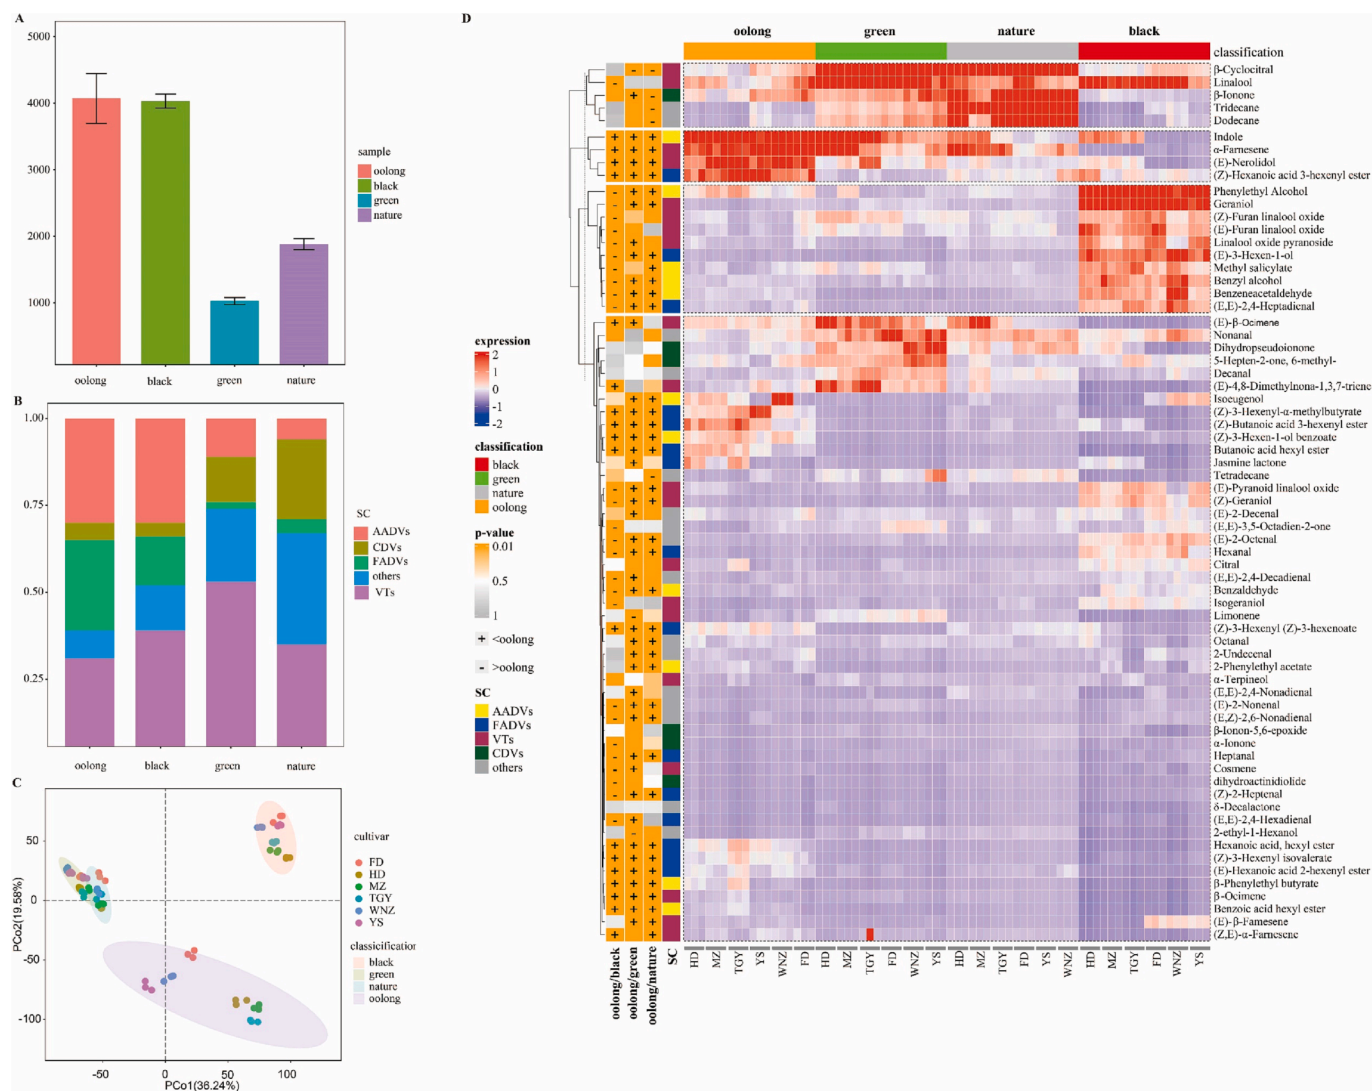 A
5000
4000
3000
2000
1000
oolong
black
green
nature
sample
oolong
black
green
nature
B
1.00
0.75
0.50
0.25
oolong
black
green
nature
SC
AADVs
CDVs
FADVs
others
VTs
C
PCo2(19.58%)
50
0
-50
-100
-50
0
50
100
PCo1(36.24%)
cultivar
FD
HD
MZ
TGY
WNZ
YS
classicification
black
green
nature
oolong
D
expression
2
1
0
-1
-2
classification
black
green
nature
oolong
p-value
0.01
0.5
1
+ <oolong
- >oolong
SC
AADVs
FADVs
VTs
CDVs
others
oolong green nature black
classification
β-Cyclocitral
Linalool
β-Ionone
Tridecane
Dodecane
Indole
α-Farnesene
(E)-Nerolidol
(Z)-Hexanoic acid 3-hexenyl ester
Phenylethyl Alcohol
Geraniol
(Z)-Furan linalool oxide
(E)-Furan linalool oxide
Linalool oxide pyranoside
(E)-3-Hexen-1-ol
Methyl salicylate
Benzyl alcohol
Benzeneacetaldehyde
(E,E)-2,4-Heptadienal
(E)-β-Ocimene
Nonanal
Dihydropseudoionone
5-Hepten-2-one, 6-methyl-
Decanal
(E)-4,8-Dimethylnona-1,3,7-triene
Isoeugenol
(Z)-3-Hexenyl-α-methylbutyrate
(Z)-Butanoic acid 3-hexenyl ester
(Z)-3-Hexen-1-ol benzoate
Butanoic acid hexyl ester
Jasmine lactone
Tetradecane
(E)-Pyranoid linalool oxide
(Z)-Geraniol
(E)-2-Decenal
(E,E)-3,5-Octadien-2-one
(E)-2-Octenal
Hexanal
Citral
(E,E)-2,4-Decadienal
Benzaldehyde
Isogeraniol
Limonene
(Z)-3-Hexenyl (Z)-3-hexenoate
Octanal
2-Undecenal
2-Phenylethyl acetate
α-Terpineol
(E,E)-2,4-Nonadienal
(E)-2-Nonenal
(E,Z)-2,6-Nonadienal
β-Ionon-5,6-epoxide
α-Ionone
Heptanal
Cosmene
dihydroactinidiolide
(Z)-2-Heptenal
δ-Decalactone
(E,E)-2,4-Hexadienal
2-ethyl-1-Hexanol
Hexanoic acid, hexyl ester
(Z)-3-Hexenyl isovalerate
(E)-Hexanoic acid 2-hexenyl ester
β-Phenylethyl butyrate
β-Ocimene
Benzoic acid hexyl ester
(E)-β-Famesene
(Z,E)-α-Farnesene
oolong/black
oolong/green
oolong/nature
SC
HD MZ TGY YS WNZ FD HD MZ TGY FD WNZ YS HD MZ TGY FD YS WNZ HD MZ TGY FD WNZ YS